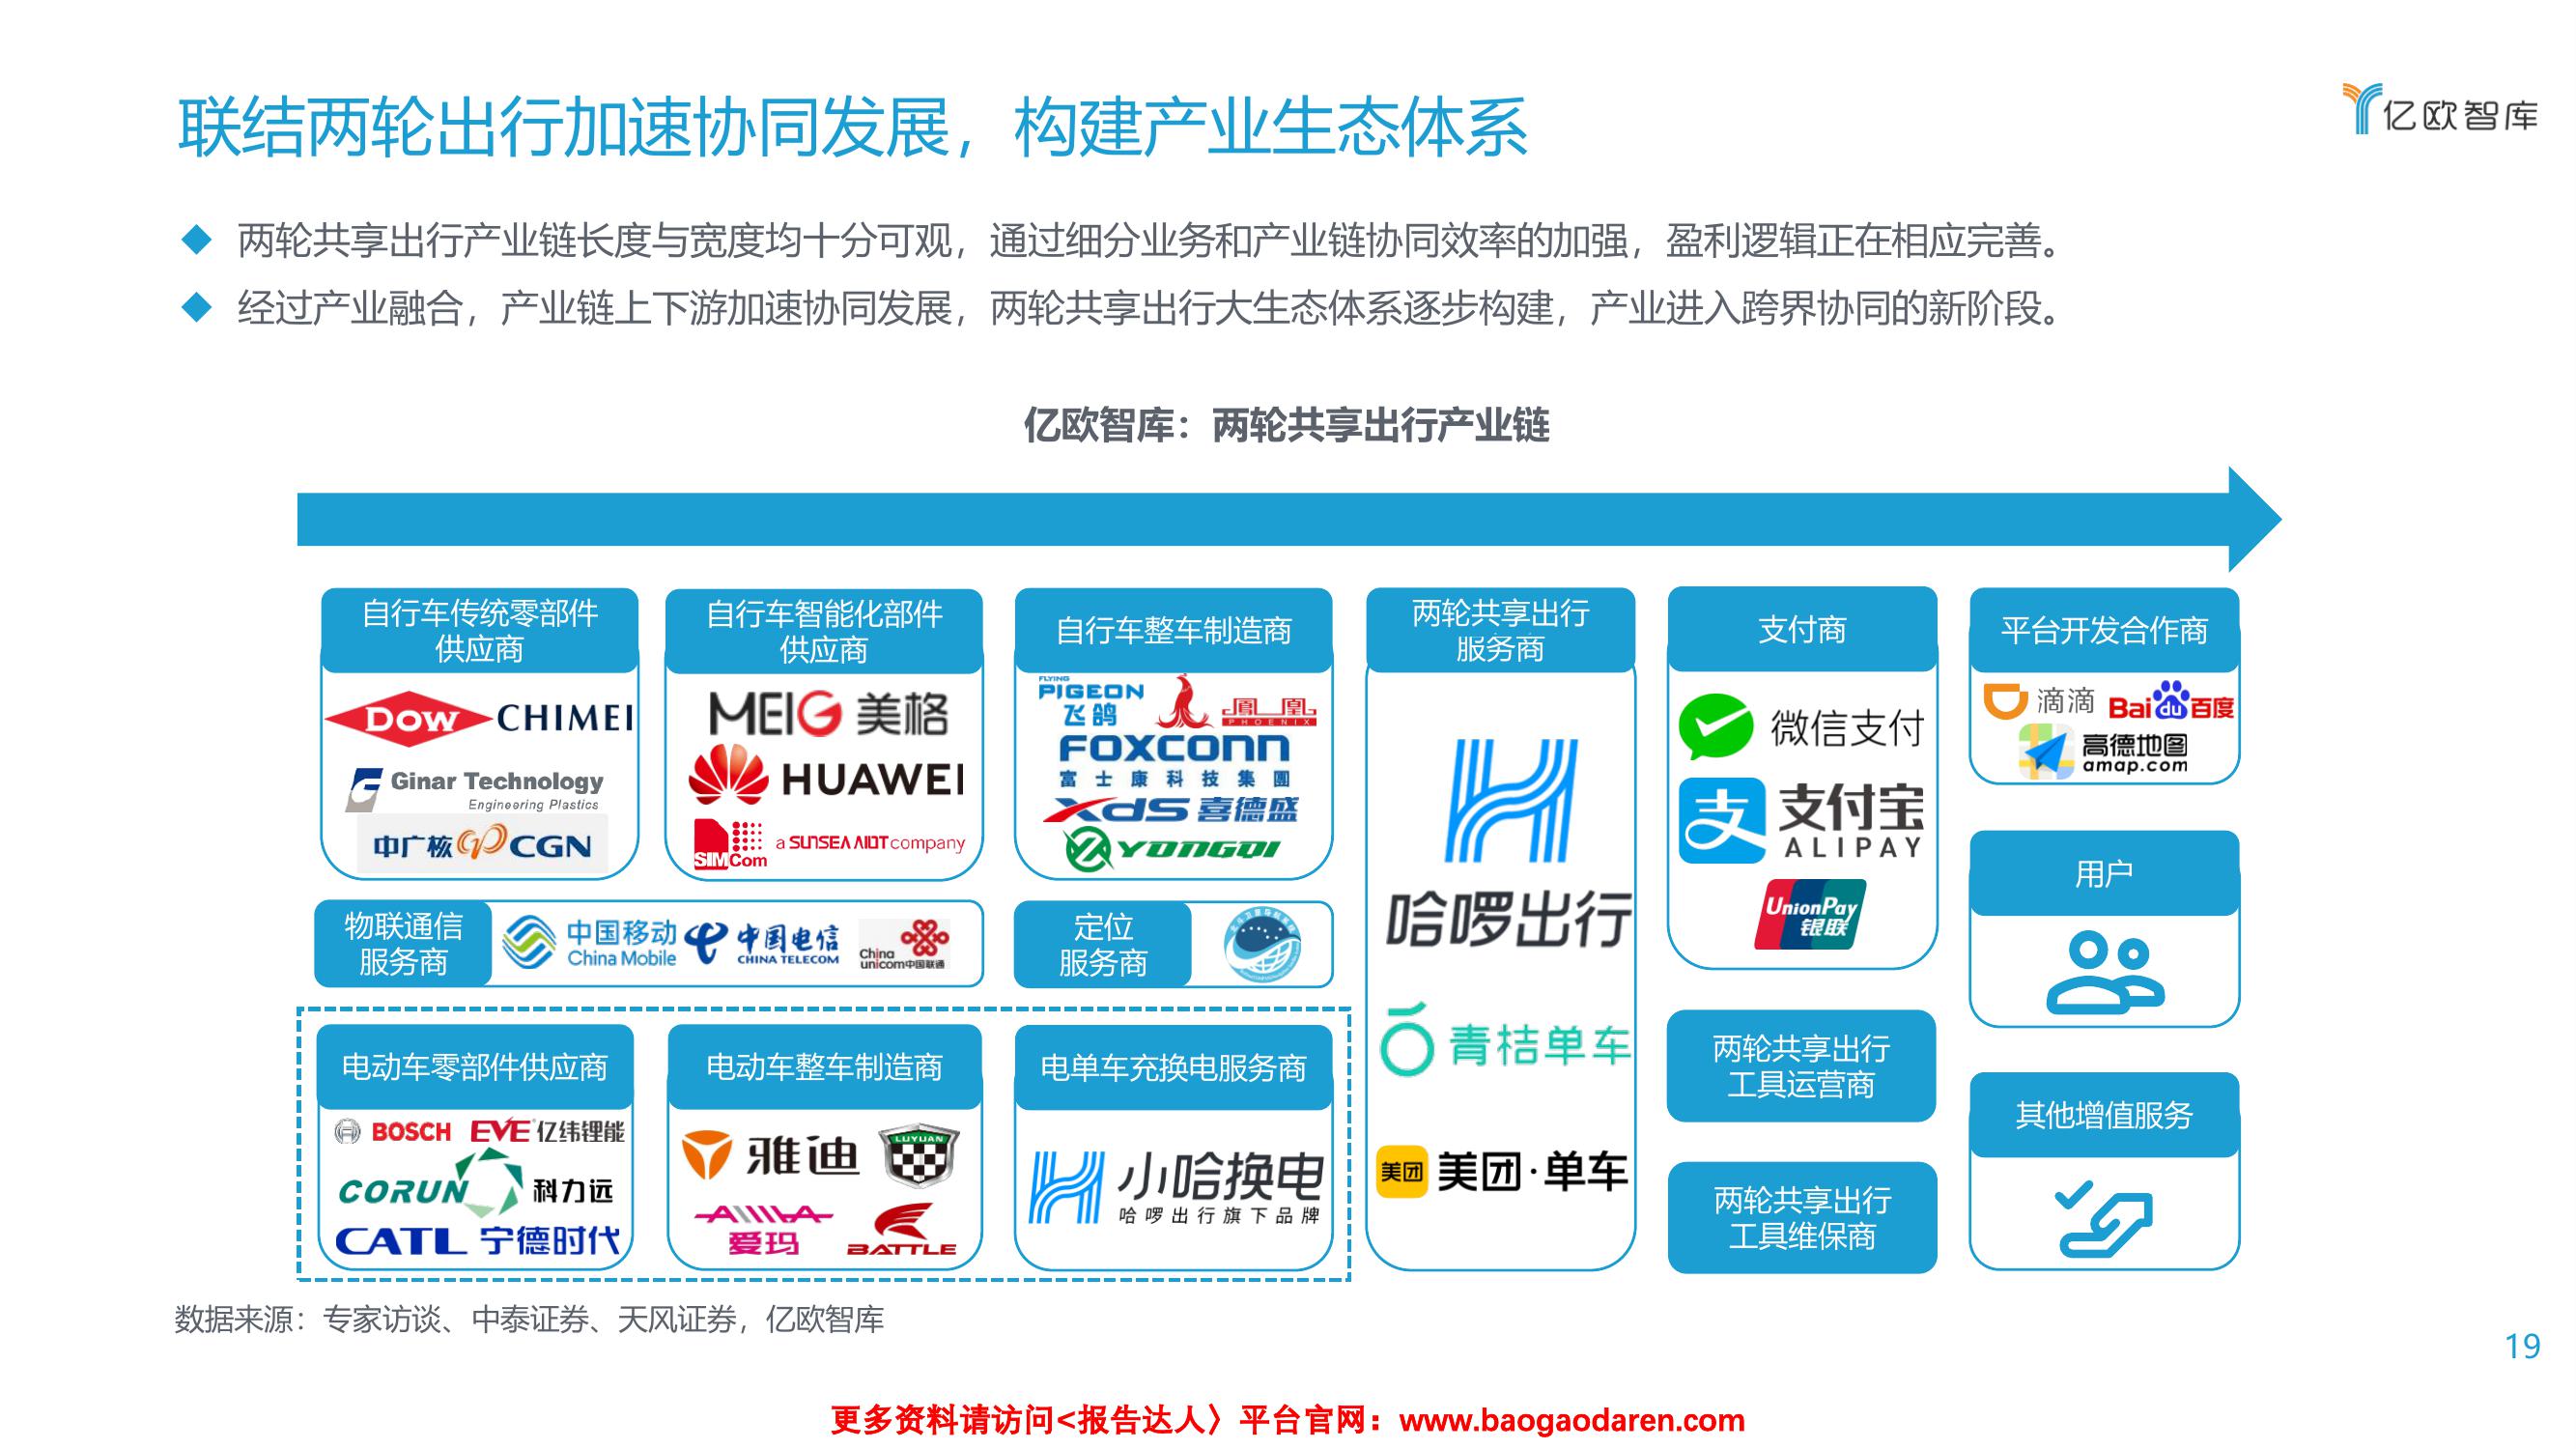 联结两轮出行加速协同发展，构建产业生态体系
亿欧智库
两轮共享出行产业链长度与宽度均十分可观，通过细分业务和产业链协同效率的加强，盈利逻辑正在相应完善。
经过产业融合，产业链上下游加速协同发展，两轮共享出行大生态体系逐步构建，产业进入跨界协同的新阶段。
亿欧智库：两轮共享出行产业链
自行车传统零部件
供应商
DOW
CHIMEI
Ginar Technology
Engineering Plastics
中广核 CGN
自行车智能化部件
供应商
MEIG 美格
HUAWEI
SIMCom
a SUNSEA AIOT company
自行车整车制造商
FLYING
PIGEON
飞鸽
鳳凰
PHOENIX
FOXCONN
富士康科技集團
XdS 喜德盛
YONGQI
两轮共享出行
服务商
哈啰出行
青桔单车
美团 美团·单车
支付商
微信支付
支 支付宝
ALIPAY
UnionPay
银联
平台开发合作商
滴滴
Bai du 百度
高德地图
amap.com
物联通信
服务商
中国移动
China Mobile
中国电信
CHINA TELECOM
China
unicom中国联通
定位
服务商
用户
电动车零部件供应商
BOSCH
EVE 亿纬锂能
CORUN 科力远
CATL 宁德时代
电动车整车制造商
雅迪
LUYUAN
AIMA
爱玛
BATTLE
电单车充换电服务商
小哈换电
哈啰出行旗下品牌
两轮共享出行
工具运营商
两轮共享出行
工具维保商
其他增值服务
数据来源：专家访谈、中泰证券、天风证券，亿欧智库
19
更多资料请访问<报告达人〉平台官网：www.baogaodaren.com